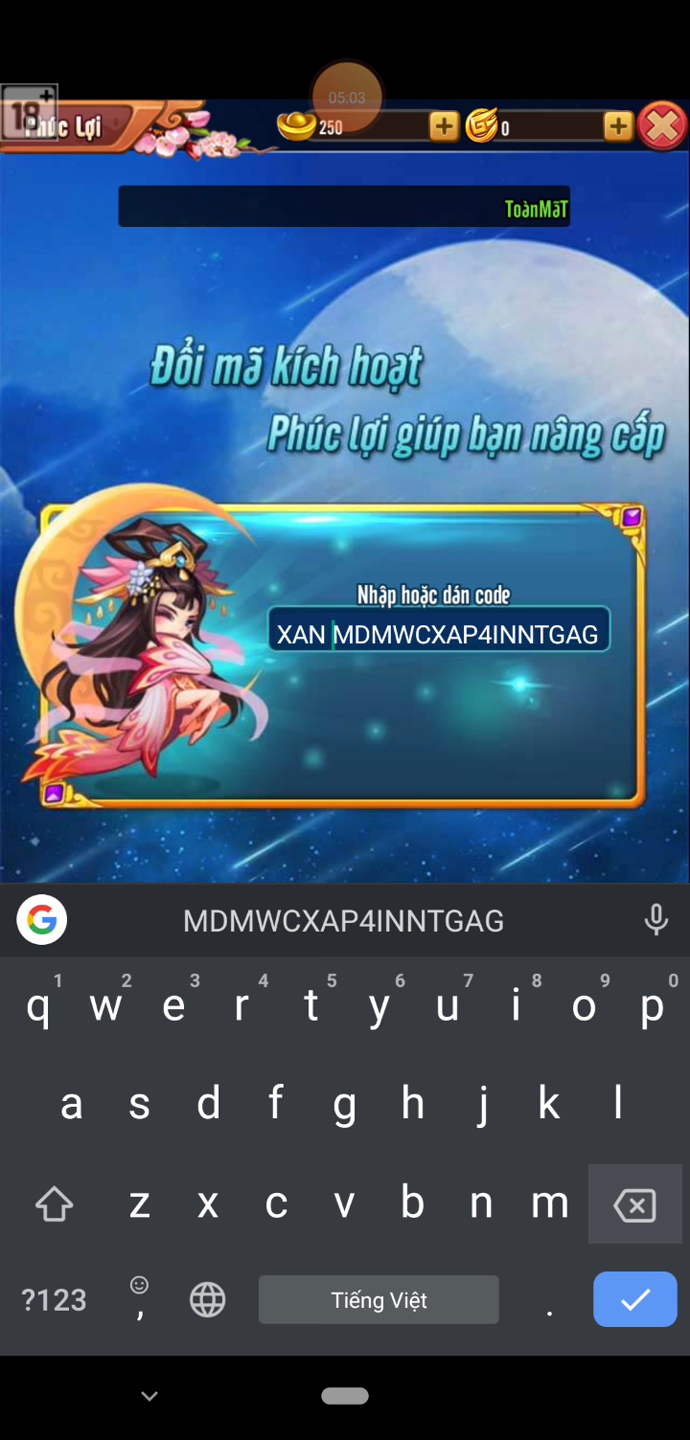 18+
Phúc Lợi
05:03
250
0
ToànMãT
Đổi mã kích hoạt
Phúc lợi giúp bạn nâng cấp
Nhập hoặc dán code
XAN MDMWCXAP4INNTGAG
G
MDMWCXAP4INNTGAG
1 2 3 4 5 6 7 8 9 0
q w e r t y u i o p
a s d f g h j k l
z x c v b n m
?123 , Tiếng Việt .